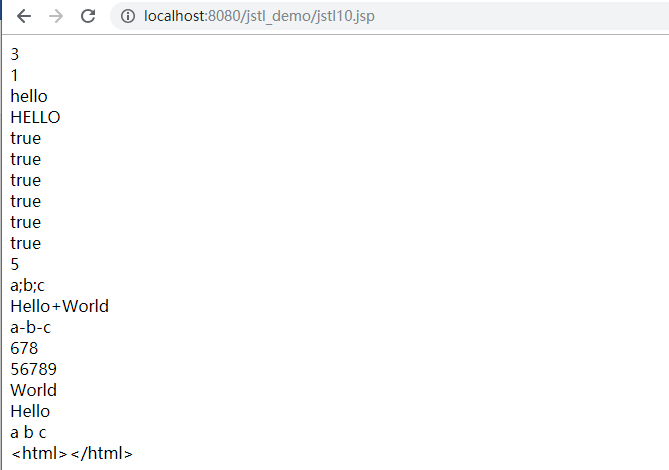 localhost:8080/jstl_demo/jstl10.jsp
3
1
hello
HELLO
true
true
true
true
true
true
5
a;b;c
Hello+World
a-b-c
678
56789
World
Hello
a b c
<html></html>